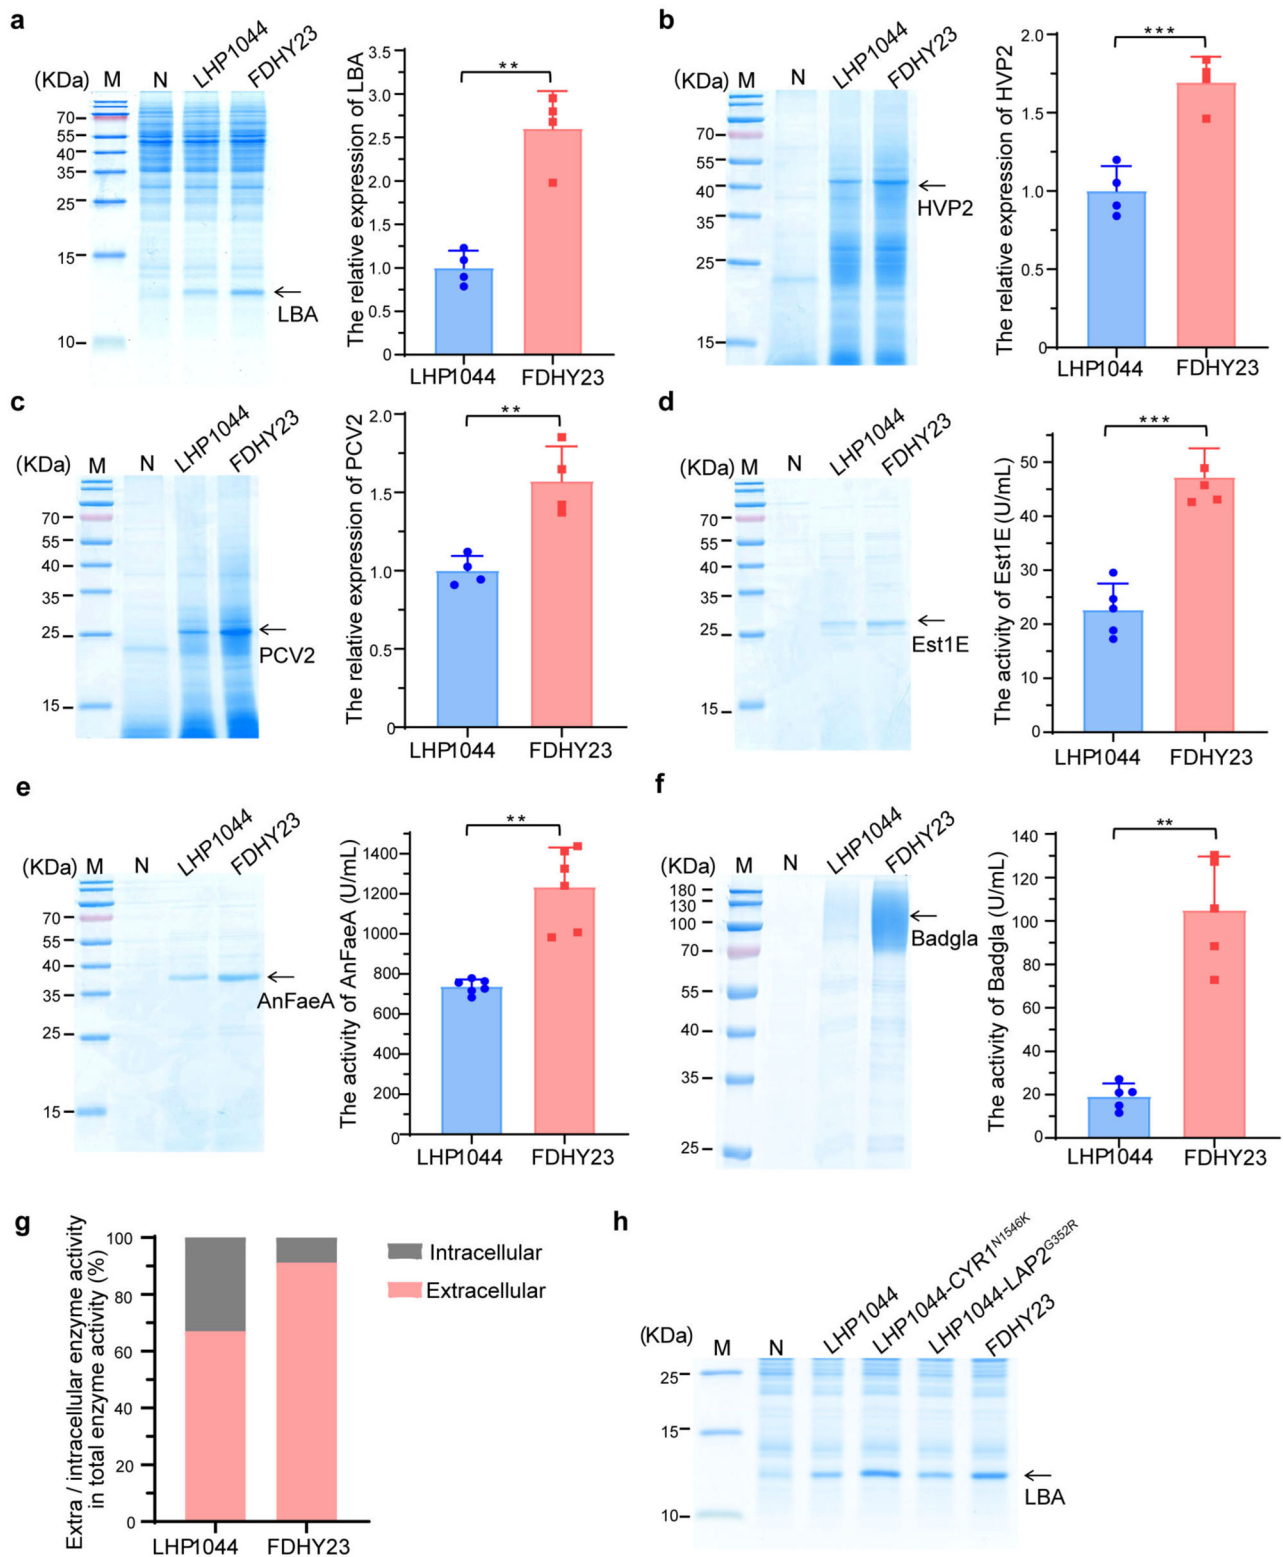 a
(KDa)
M
N
LHP1044
FDHY23
70
55
40
35
25
15
10
LBA
The relative expression of LBA
3.5
3.0
2.5
2.0
1.5
1.0
0.5
0
**
LHP1044
FDHY23
b
(KDa)
M
N
LHP1044
FDHY23
70
55
40
35
25
15
HVP2
The relative expression of HVP2
2.0
1.5
1.0
0.5
0
***
LHP1044
FDHY23
c
(KDa)
M
N
LHP1044
FDHY23
70
55
40
35
25
15
PCV2
The relative expression of PCV2
2.0
1.5
1.0
0.5
0
**
LHP1044
FDHY23
d
(KDa)
M
N
LHP1044
FDHY23
70
55
40
35
25
15
Est1E
The activity of Est1E (U/mL)
50
40
30
20
10
0
***
LHP1044
FDHY23
e
(KDa)
M
N
LHP1044
FDHY23
70
55
40
35
25
15
AnFaeA
The activity of AnFaeA (U/mL)
1400
1200
1000
800
600
400
200
0
**
LHP1044
FDHY23
f
(KDa)
M
N
LHP1044
FDHY23
180
130
100
70
55
40
35
25
Badgla
The activity of Badgla (U/mL)
140
120
100
80
60
40
20
0
**
LHP1044
FDHY23
g
Extra / intracellular enzyme activity
in total enzyme activity (%)
100
80
60
40
20
0
LHP1044
FDHY23
Intracellular
Extracellular
h
(KDa)
M
N
LHP1044
LHP1044-CYR1N1546K
LHP1044-LAP2G352R
FDHY23
25
15
10
LBA